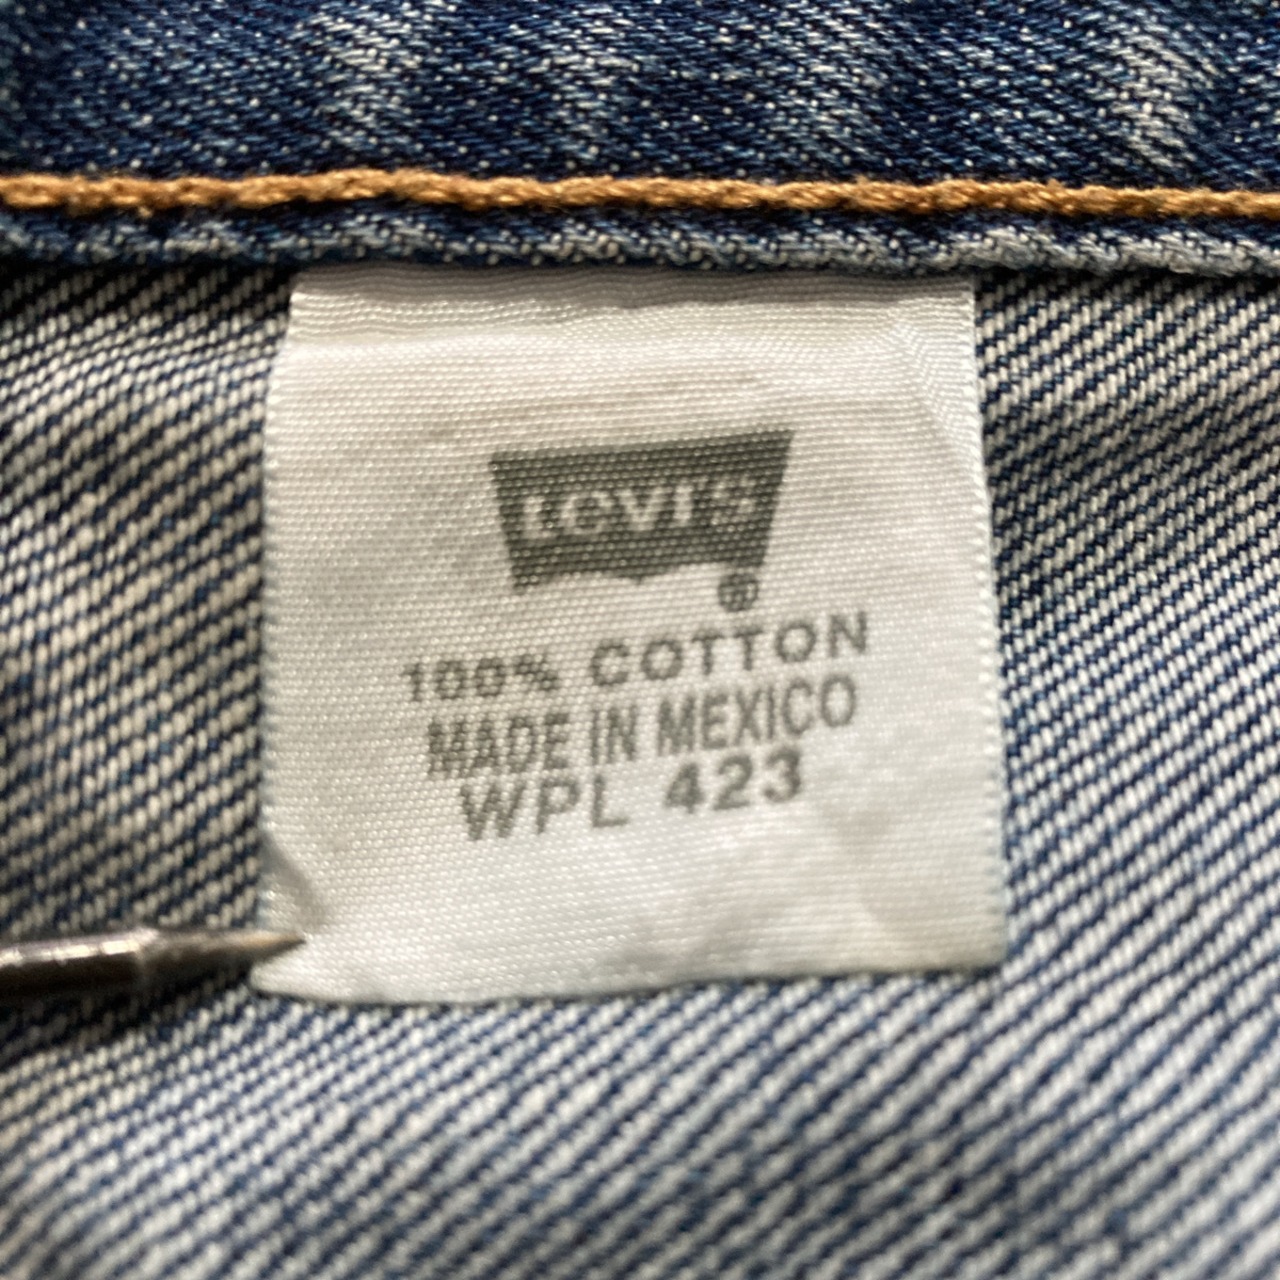 LEVI'S
®
100% COTTON
MADE IN MEXICO
WPL 423